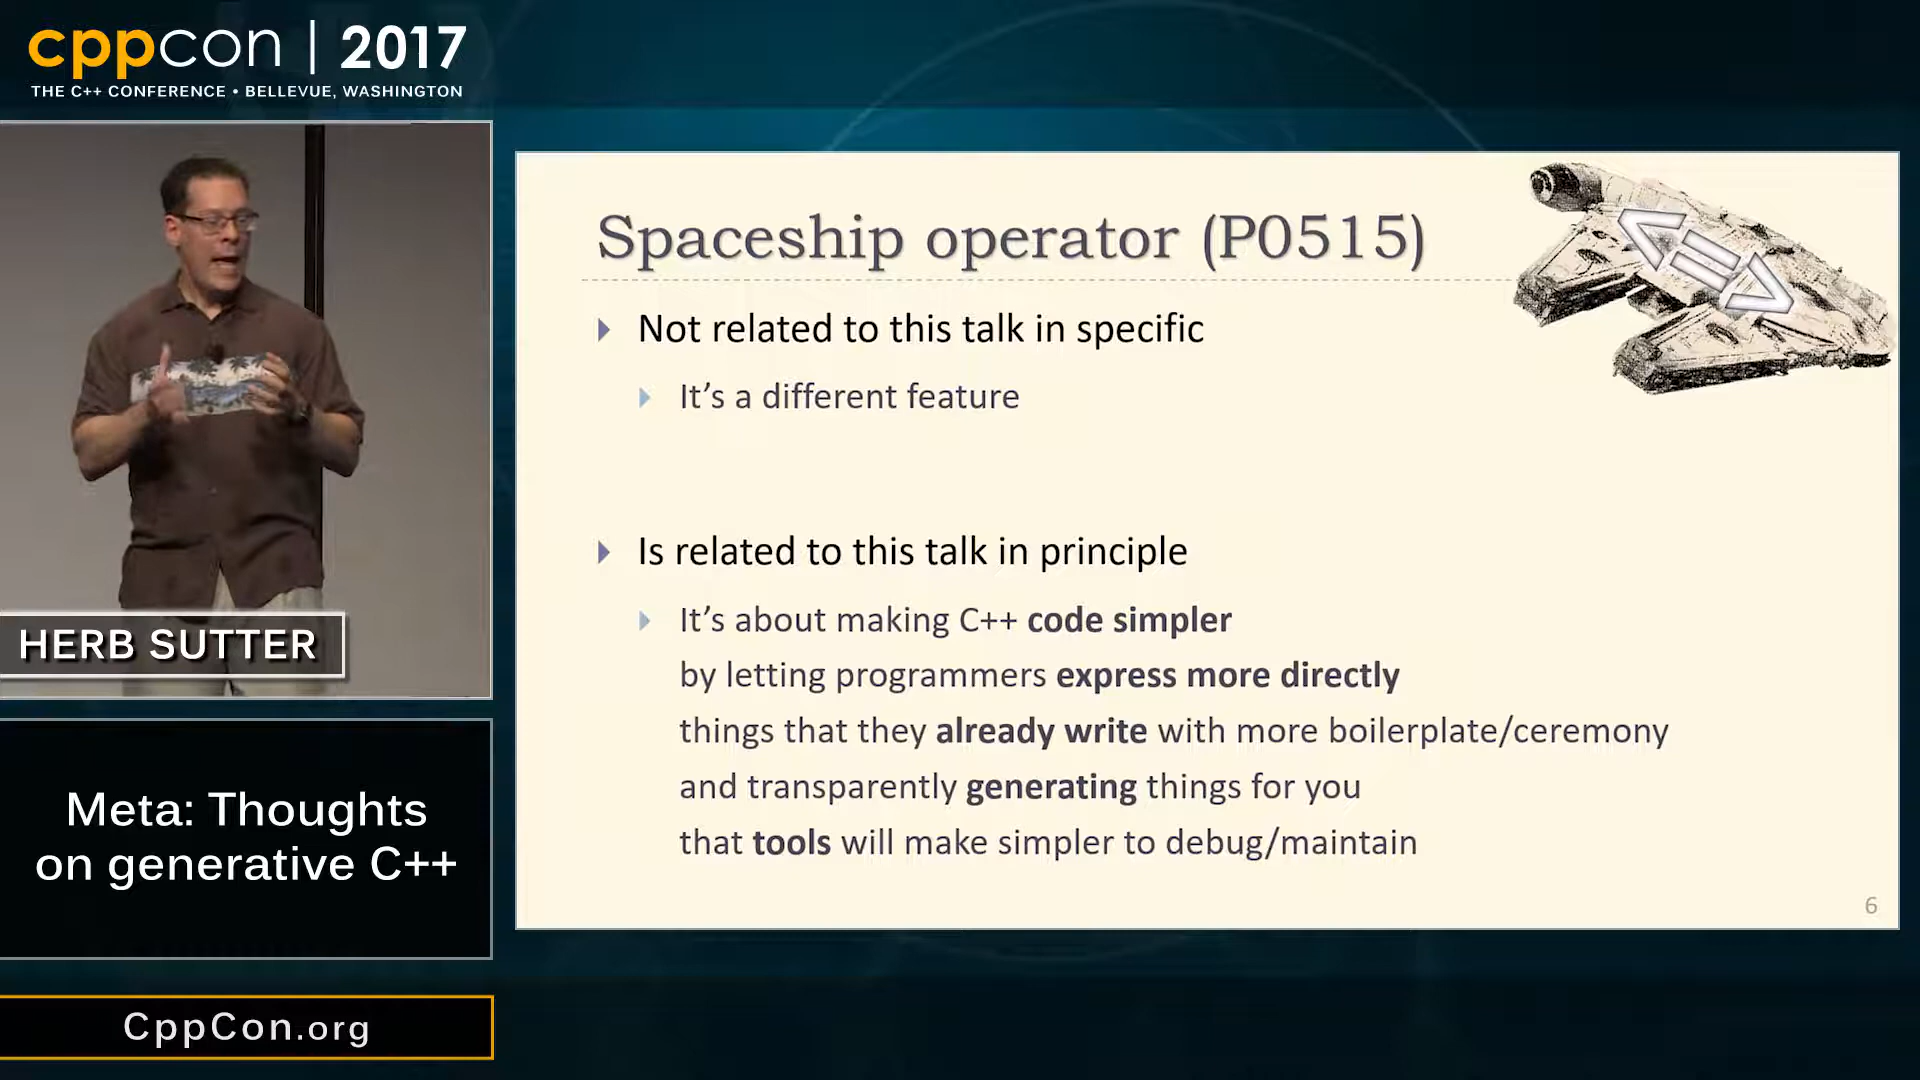 cppcon | 2017
THE C++ CONFERENCE • BELLEVUE, WASHINGTON
HERB SUTTER
Meta: Thoughts
on generative C++
CppCon.org
Spaceship operator (P0515)
Not related to this talk in specific
It’s a different feature
Is related to this talk in principle
It’s about making C++ code simpler
by letting programmers express more directly
things that they already write with more boilerplate/ceremony
and transparently generating things for you
that tools will make simpler to debug/maintain
<=>
6